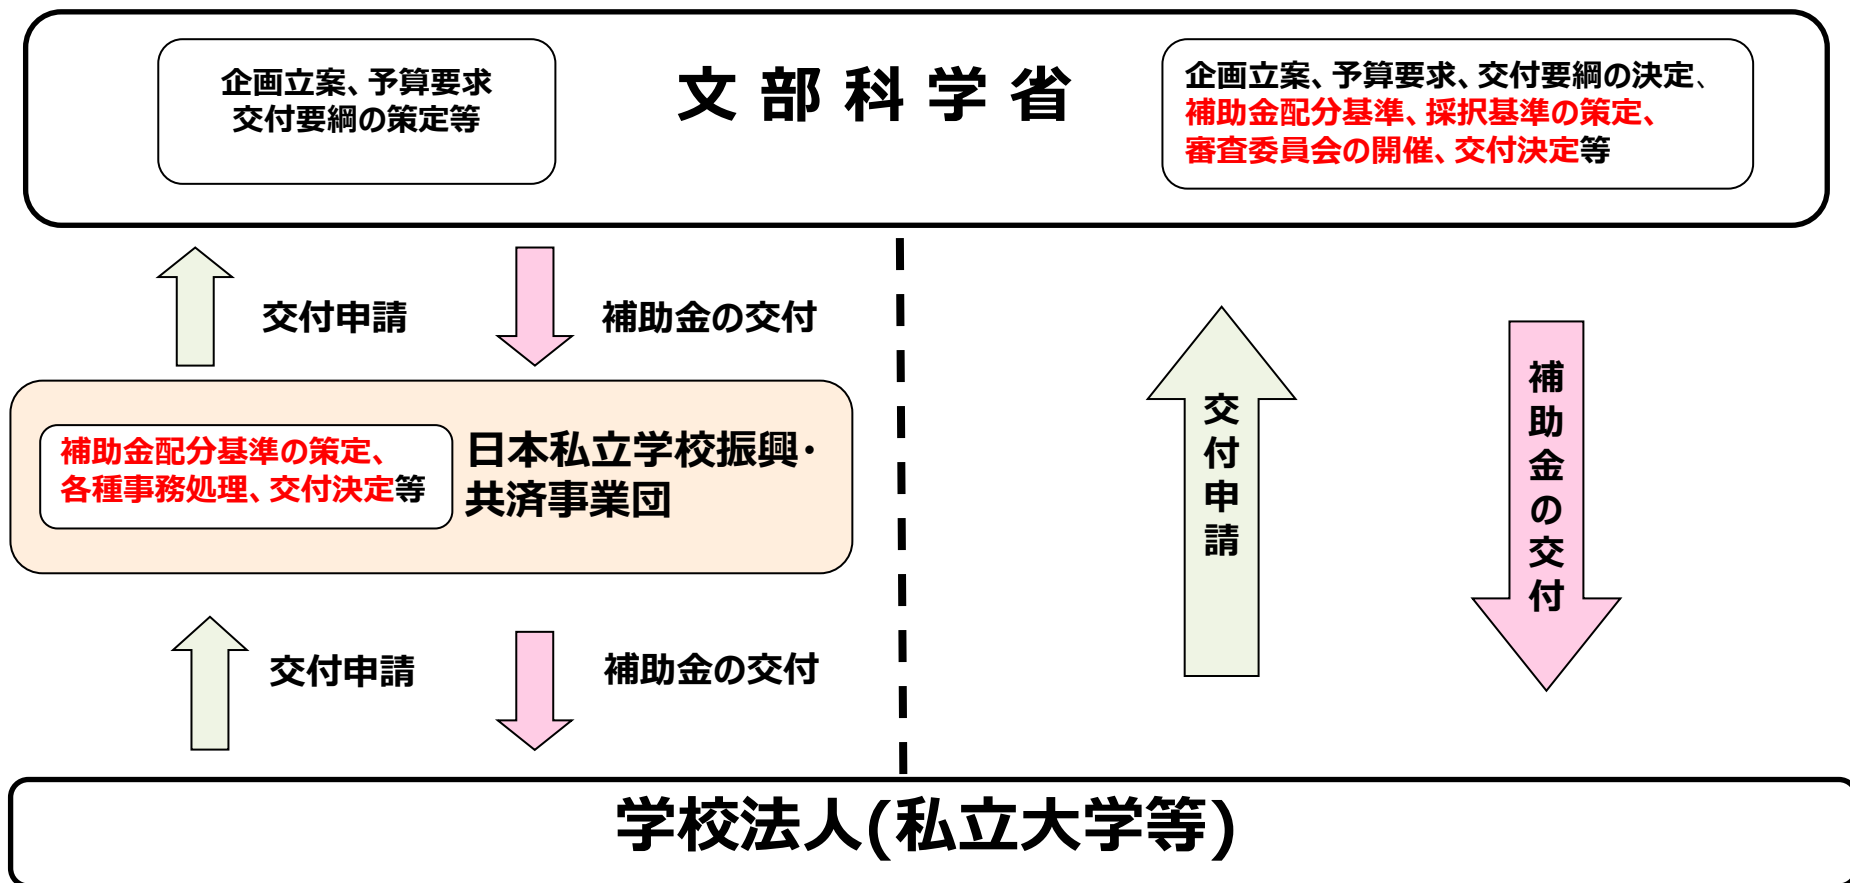 企画立案、予算要求
交付要綱の策定等
文部科学省
企画立案、予算要求、交付要綱の決定、
補助金配分基準、採択基準の策定、
審査委員会の開催、交付決定等
交付申請
補助金の交付
補助金配分基準の策定、
各種事務処理、交付決定等
日本私立学校振興・
共済事業団
交付申請
補助金の交付
交付申請
補助金の交付
学校法人(私立大学等)